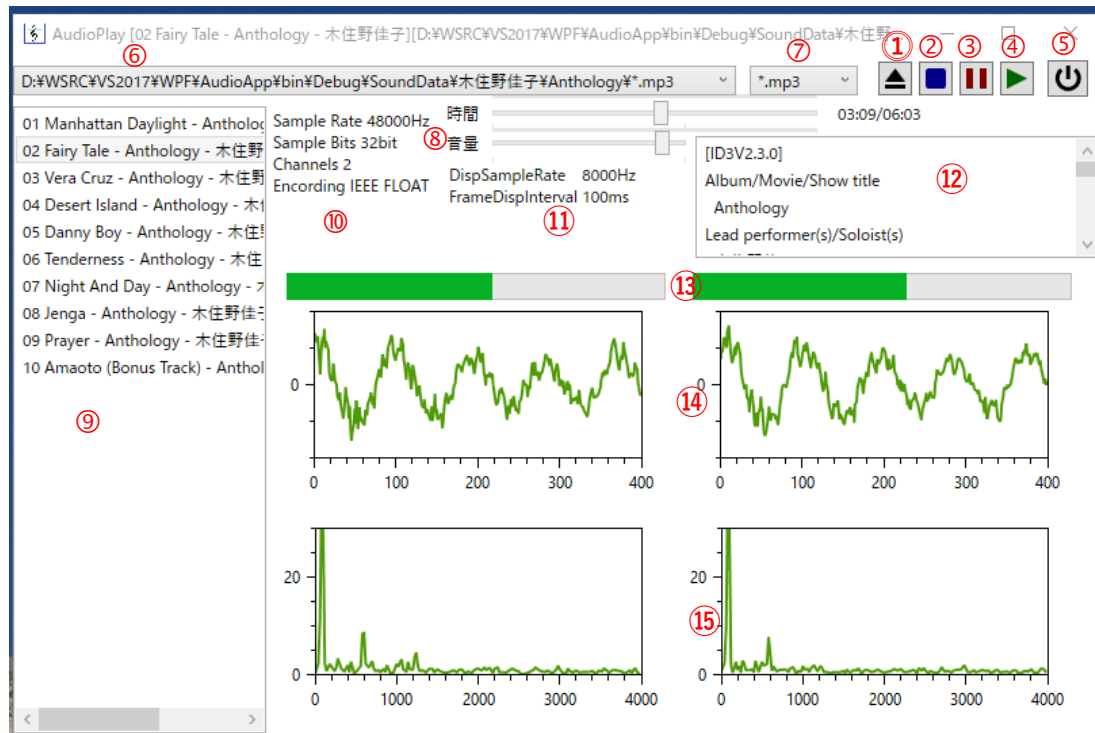 AudioPlay [02 Fairy Tale - Anthology - 木住野佳子][D:¥WSRC¥VS2017¥WPF¥AudioApp¥bin¥Debug¥SoundData¥木住野...
⑥ ⑦ ① ② ③ ④ ⑤
D:¥WSRC¥VS2017¥WPF¥AudioApp¥bin¥Debug¥SoundData¥木住野佳子¥Anthology¥*.mp3 *.mp3
01 Manhattan Daylight - Antholog
02 Fairy Tale - Anthology - 木住野
03 Vera Cruz - Anthology - 木住野
04 Desert Island - Anthology - 木
05 Danny Boy - Anthology - 木住
06 Tenderness - Anthology - 木住
07 Night And Day - Anthology -
08 Jenga - Anthology - 木住野佳
09 Prayer - Anthology - 木住野佳
10 Amaoto (Bonus Track) - Anthol
⑨
Sample Rate 48000Hz
Sample Bits 32bit
Channels 2
Encording IEEE FLOAT
⑩
時間 03:09/06:03
⑧ 音量
DispSampleRate 8000Hz
FrameDispInterval 100ms
⑪
[ID3V2.3.0]
Album/Movie/Show title
Anthology
Lead performer(s)/Soloist(s)
⑫
⑬
0
0 100 200 300 400
⑭
0
0 100 200 300 400
20
0
0 1000 2000 3000 4000
⑮
20
0
0 1000 2000 3000 4000